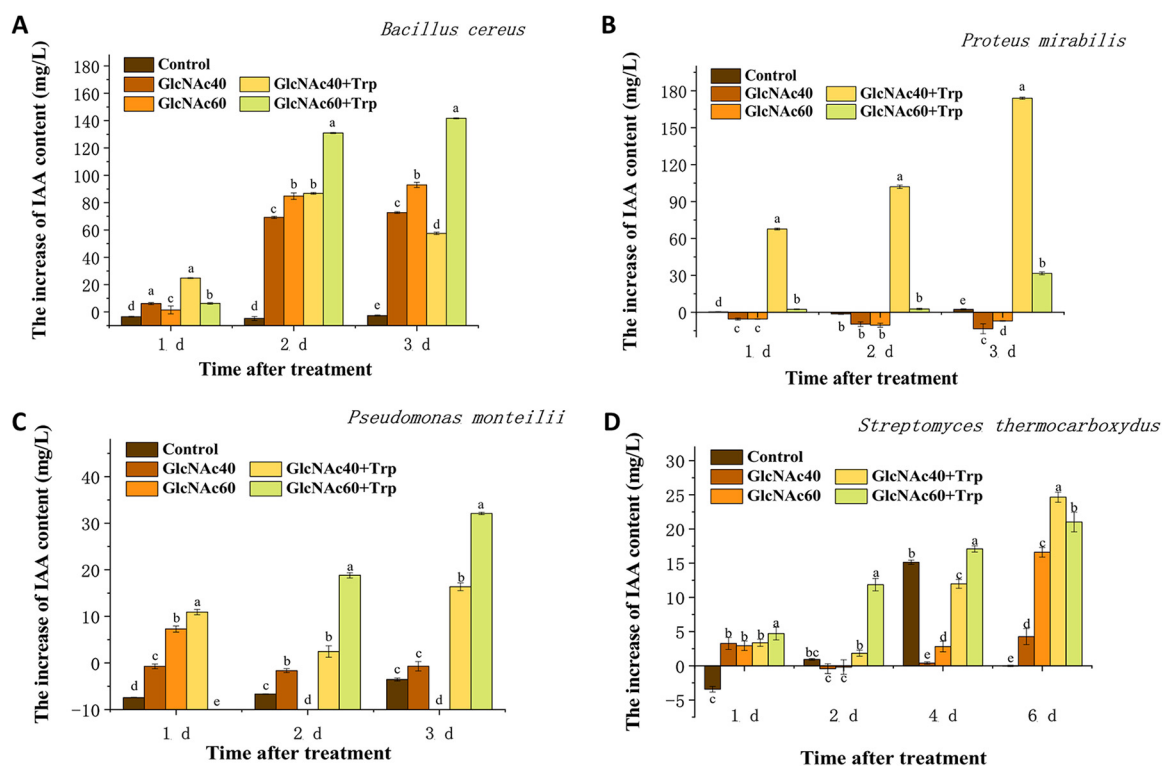 A
Bacillus cereus
The increase of IAA content (mg/L)
180
160
140
120
100
80
60
40
20
0
Control
GlcNAc40
GlcNAc60
GlcNAc40+Trp
GlcNAc60+Trp
d a c a b
c b b a
e c b d a
1 d 2 d 3 d
Time after treatment
B
Proteus mirabilis
The increase of IAA content (mg/L)
180
150
120
90
60
30
0
Control
GlcNAc40
GlcNAc60
GlcNAc40+Trp
GlcNAc60+Trp
d c c a b
b b b a b
e c d a b
1 d 2 d 3 d
Time after treatment
C
Pseudomonas monteilii
The increase of IAA content (mg/L)
40
30
20
10
0
−10
Control
GlcNAc40
GlcNAc60
GlcNAc40+Trp
GlcNAc60+Trp
d c b a e
c b d b a
c c d b a
1 d 2 d 3 d
Time after treatment
D
Streptomyces thermocarboxydus
The increase of IAA content (mg/L)
30
25
20
15
10
5
0
−5
Control
GlcNAc40
GlcNAc60
GlcNAc40+Trp
GlcNAc60+Trp
c b b b a
bc c c b a
b e d c a
e d c a b
1 d 2 d 4 d 6 d
Time after treatment